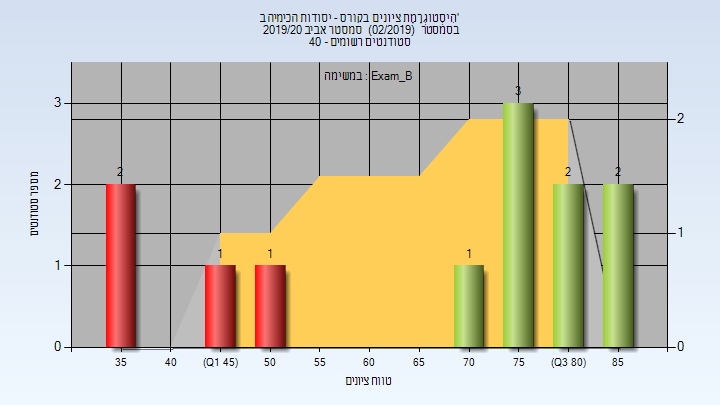 הִיסטוֹגְרָמַת ציונים בקורס - יסודות הכימיה ב'
בסמסטר (02/2019) סמסטר אביב 2019/20
סטודנטים רשומים - 40
במשימה : Exam_B
מספר סטודנטים
3
2
1
0
2
1
0
2
1
1
1
3
2
2
35
40
(Q1 45)
50
55
60
65
70
75
(Q3 80)
85
טווח ציונים